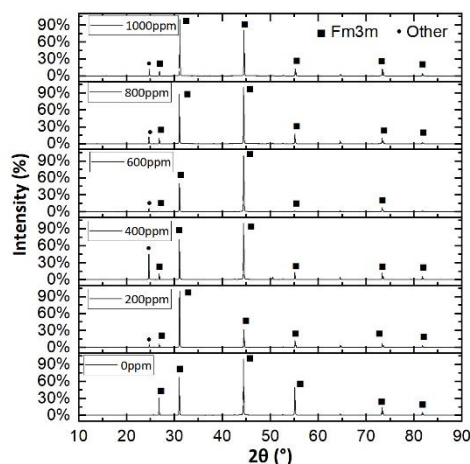 ■ Fm3m • Other
90% 1000ppm
60%
30%
0%
90% 800ppm
60%
30%
0%
90% 600ppm
60%
30%
0%
90% 400ppm
60%
30%
0%
90% 200ppm
60%
30%
0%
90% 0ppm
60%
30%
0%
Intensity (%)
10 20 30 40 50 60 70 80 90
2θ (°)